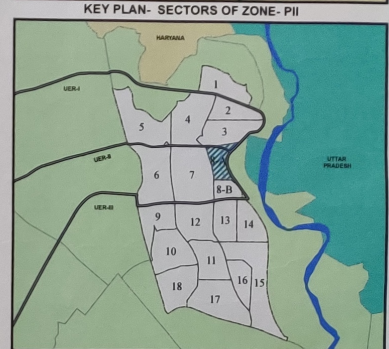 KEY PLAN- SECTORS OF ZONE- PII
HARYANA
1
UER-I
2
4
5
3
UER-II
UTTAR
PRADESH
6
7
8-B
UER-III
9
12
13
14
10
11
16
15
18
17